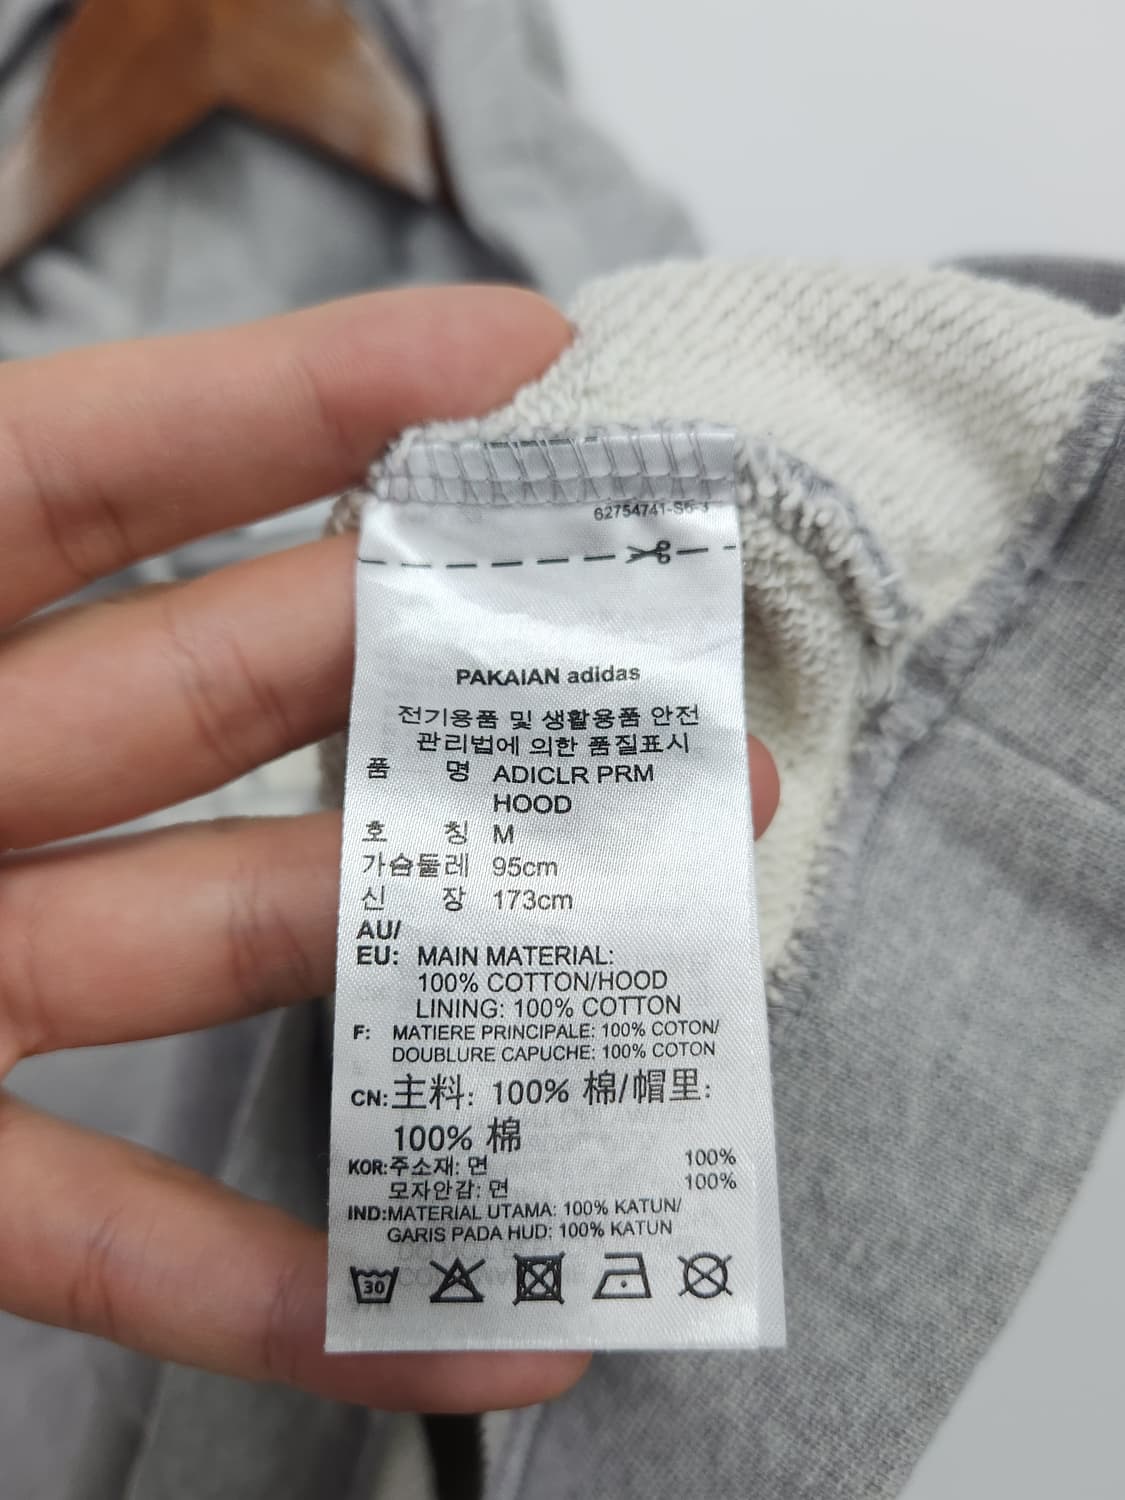 62754741-S6-3
PAKAIAN adidas
전기용품 및 생활용품 안전
관리법에 의한 품질표시
품 명 ADICLR PRM
HOOD
호 칭 M
가슴둘레 95cm
신 장 173cm
AU/
EU: MAIN MATERIAL:
100% COTTON/HOOD
LINING: 100% COTTON
F: MATIERE PRINCIPALE: 100% COTON/
DOUBLURE CAPUCHE: 100% COTON
CN: 主料: 100% 棉/帽里:
100% 棉
KOR: 주소재: 면 100%
모자안감: 면 100%
IND: MATERIAL UTAMA: 100% KATUN/
GARIS PADA HUD: 100% KATUN
30